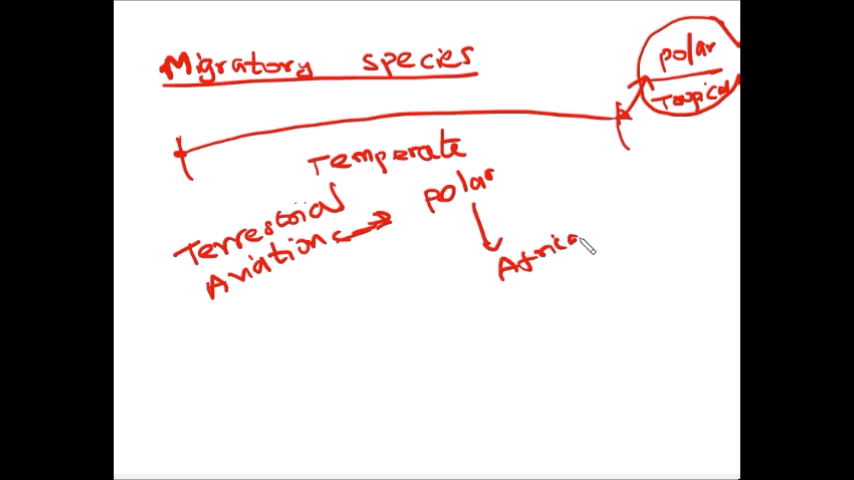 Migratory species
polar
Tropical
Temperate
polar
Terrestrial
Aviation
Africa